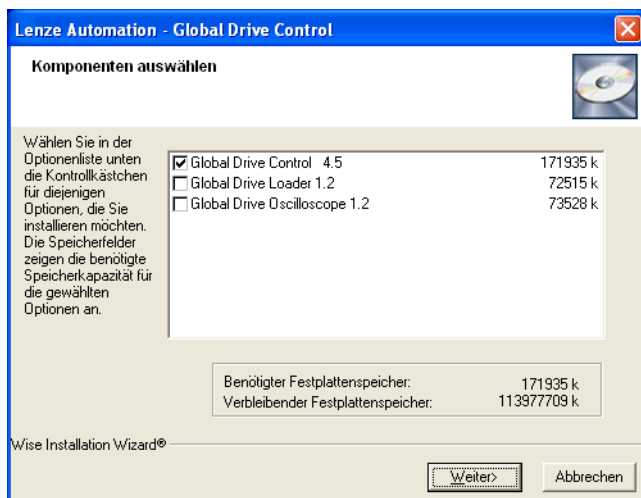 Lenze Automation - Global Drive Control
Komponenten auswählen
Wählen Sie in der
Optionenliste unten
die Kontrollkästchen
für diejenigen
Optionen, die Sie
installieren möchten.
Die Speicherfelder
zeigen die benötigte
Speicherkapazität für
die gewählten
Optionen an.
Global Drive Control 4.5 171935 k
Global Drive Loader 1.2 72515 k
Global Drive Oscilloscope 1.2 73528 k
Benötigter Festplattenspeicher: 171935 k
Verbleibender Festplattenspeicher: 113977709 k
Wise Installation Wizard®
Weiter> Abbrechen